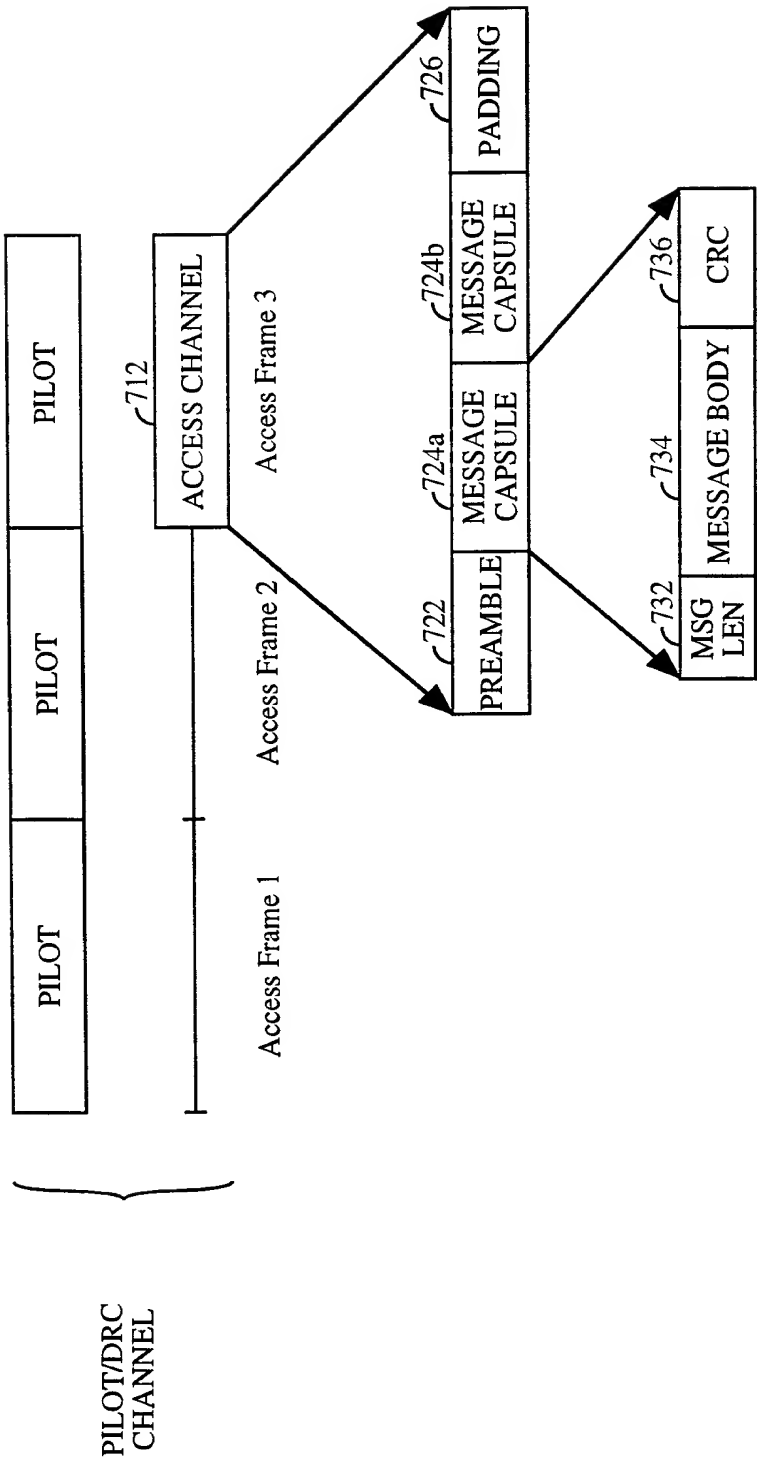 PILOT/DRC
CHANNEL
PILOT
PILOT
PILOT
712
ACCESS CHANNEL
Access Frame 1
Access Frame 2
Access Frame 3
722
724a
724b
726
PREAMBLE
MESSAGE
CAPSULE
MESSAGE
CAPSULE
PADDING
732
734
736
MSG
LEN
MESSAGE BODY
CRC